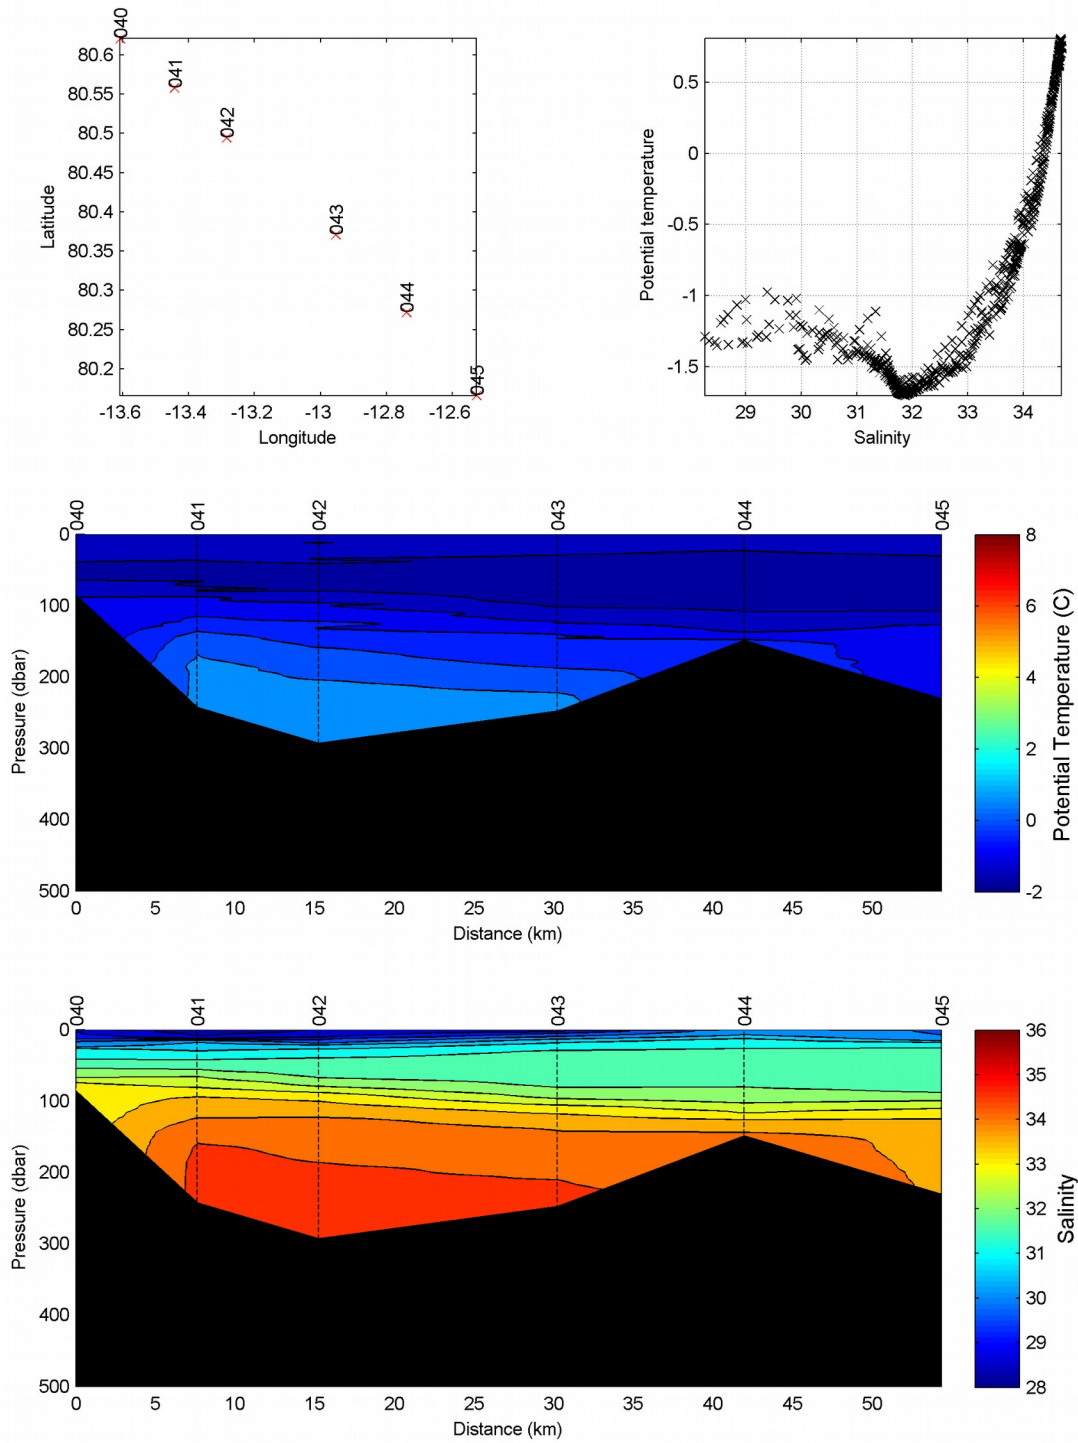 040
041
042
043
044
045
80.6
80.55
80.5
80.45
80.4
80.35
80.3
80.25
80.2
Latitude
-13.6 -13.4 -13.2 -13 -12.8 -12.6
Longitude
0.5
0
-0.5
-1
-1.5
Potential temperature
29 30 31 32 33 34
Salinity
040 041 042 043 044 045
0
100
200
300
400
500
Pressure (dbar)
0 5 10 15 20 25 30 35 40 45 50
Distance (km)
8
6
4
2
0
-2
Potential Temperature (C)
040 041 042 043 044 045
0
100
200
300
400
500
Pressure (dbar)
0 5 10 15 20 25 30 35 40 45 50
Distance (km)
36
35
34
33
32
31
30
29
28
Salinity